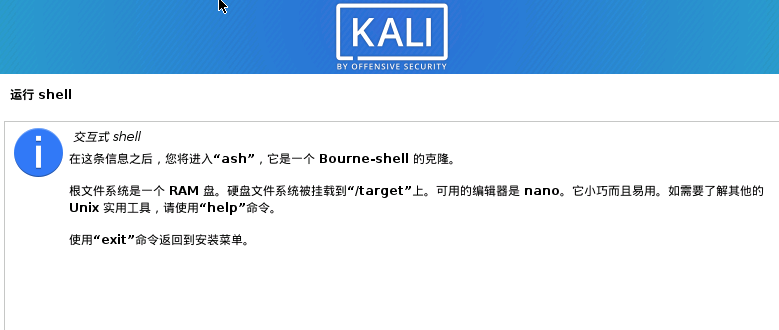 KALI
BY OFFENSIVE SECURITY
运行 shell
交互式 shell
在这条信息之后，您将进入“ash”，它是一个 Bourne-shell 的克隆。
根文件系统是一个 RAM 盘。硬盘文件系统被挂载到“/target”上。可用的编辑器是 nano。它小巧而且易用。如需要了解其他的
Unix 实用工具，请使用“help”命令。
使用“exit”命令返回到安装菜单。